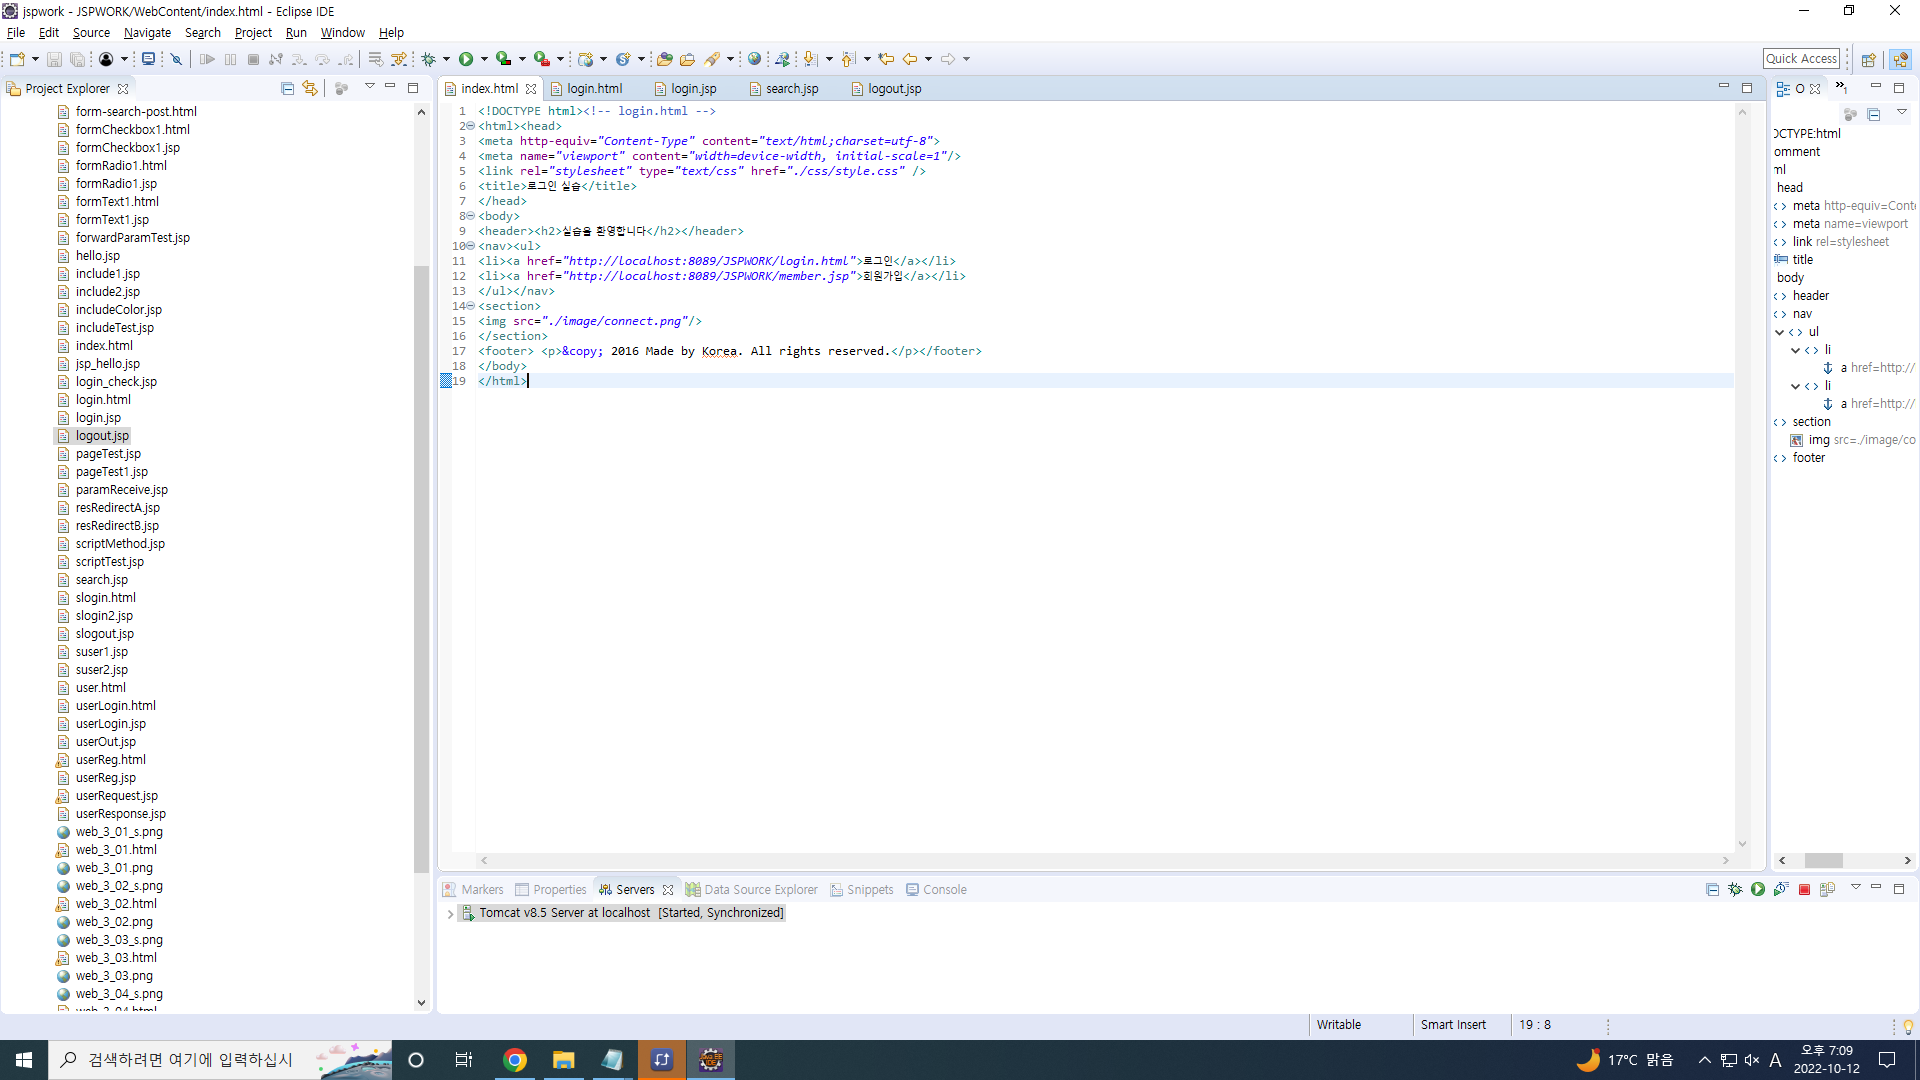 jspwork - JSPWORK/WebContent/index.html - Eclipse IDE
File Edit Source Navigate Search Project Run Window Help
Quick Access
Project Explorer
form-search-post.html
formCheckbox1.html
formCheckbox1.jsp
formRadio1.html
formRadio1.jsp
formText1.html
formText1.jsp
forwardParamTest.jsp
hello.jsp
include1.jsp
include2.jsp
includeColor.jsp
includeTest.jsp
index.html
jsp_hello.jsp
login_check.jsp
login.html
login.jsp
logout.jsp
pageTest.jsp
pageTest1.jsp
paramReceive.jsp
resRedirectA.jsp
resRedirectB.jsp
scriptMethod.jsp
scriptTest.jsp
search.jsp
slogin.html
slogin2.jsp
slogout.jsp
suser1.jsp
suser2.jsp
user.html
userLogin.html
userLogin.jsp
userOut.jsp
userReg.html
userReg.jsp
userRequest.jsp
userResponse.jsp
web_3_01_s.png
web_3_01.html
web_3_01.png
web_3_02_s.png
web_3_02.html
web_3_02.png
web_3_03_s.png
web_3_03.html
web_3_03.png
web_3_04_s.png
web_3_04.html
index.html login.html login.jsp search.jsp logout.jsp
1 <!DOCTYPE html><!-- login.html -->
2 <html><head>
3 <meta http-equiv="Content-Type" content="text/html;charset=utf-8">
4 <meta name="viewport" content="width=device-width, initial-scale=1"/>
5 <link rel="stylesheet" type="text/css" href="./css/style.css" />
6 <title>로그인 실습</title>
7 </head>
8 <body>
9 <header><h2>실습을 환영합니다</h2></header>
10 <nav><ul>
11 <li><a href="http://localhost:8089/JSPWORK/login.html">로그인</a></li>
12 <li><a href="http://localhost:8089/JSPWORK/member.jsp">회원가입</a></li>
13 </ul></nav>
14 <section>
15 <img src="./image/connect.png"/>
16 </section>
17 <footer> <p>&copy; 2016 Made by Korea. All rights reserved.</p></footer>
18 </body>
19 </html>
O
»1
OCTYPE:html
omment
ml
head
meta http-equiv=Conte
meta name=viewport
link rel=stylesheet
title
body
header
nav
ul
li
a href=http://
li
a href=http://
section
img src=./image/co
footer
Markers Properties Servers Data Source Explorer Snippets Console
Tomcat v8.5 Server at localhost [Started, Synchronized]
Writable Smart Insert 19 : 8
검색하려면 여기에 입력하십시
17°C 맑음
A
오후 7:09
2022-10-12